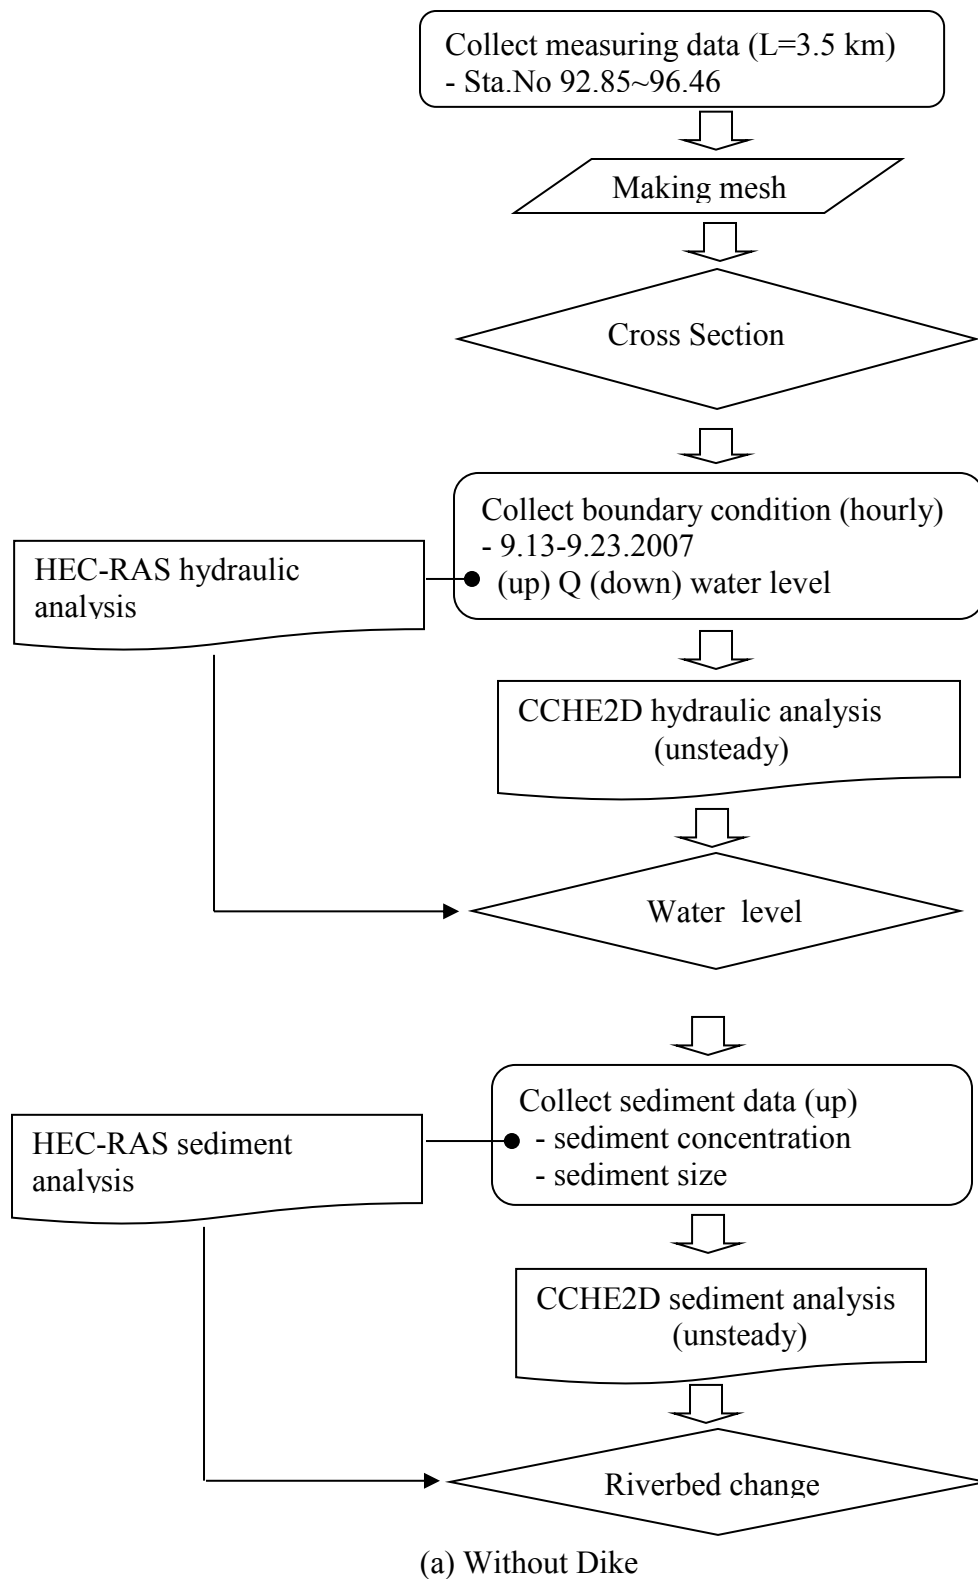 Collect measuring data (L=3.5 km)
- Sta.No 92.85~96.46
Making mesh
Cross Section
Collect boundary condition (hourly)
- 9.13-9.23.2007
(up) Q (down) water level
HEC-RAS hydraulic
analysis
CCHE2D hydraulic analysis
(unsteady)
Water level
Collect sediment data (up)
- sediment concentration
- sediment size
HEC-RAS sediment
analysis
CCHE2D sediment analysis
(unsteady)
Riverbed change
(a) Without Dike